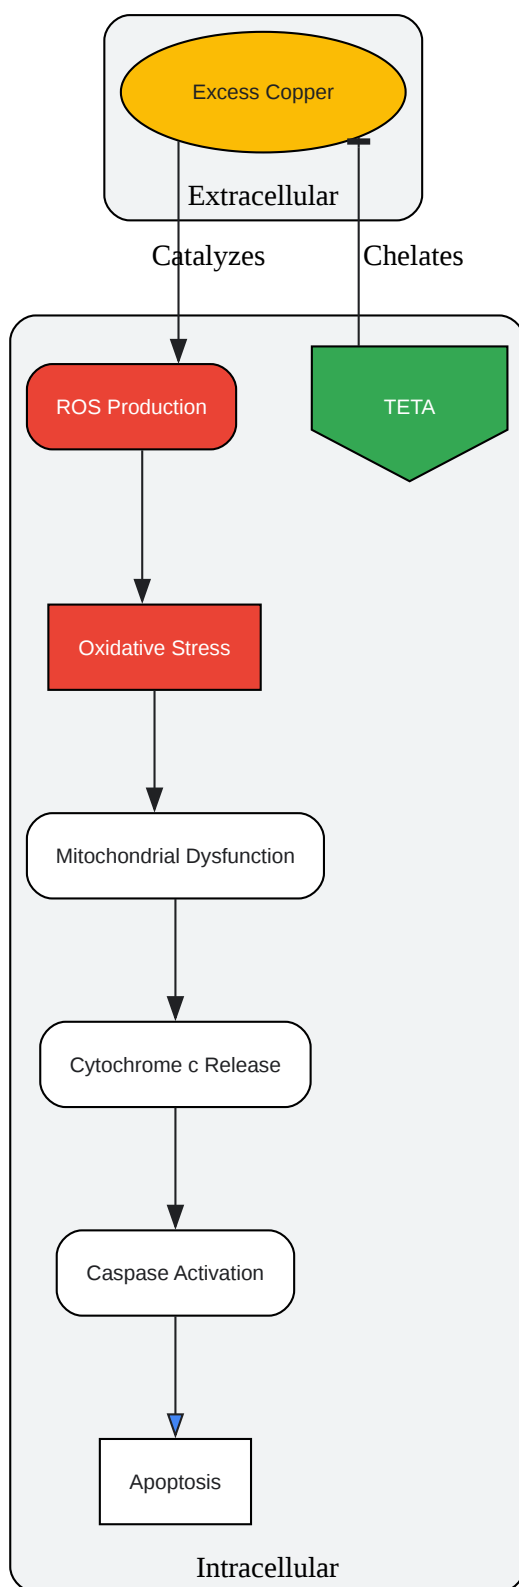 Excess Copper
Extracellular
Catalyzes
Chelates
ROS Production
TETA
Oxidative Stress
Mitochondrial Dysfunction
Cytochrome c Release
Caspase Activation
Apoptosis
Intracellular